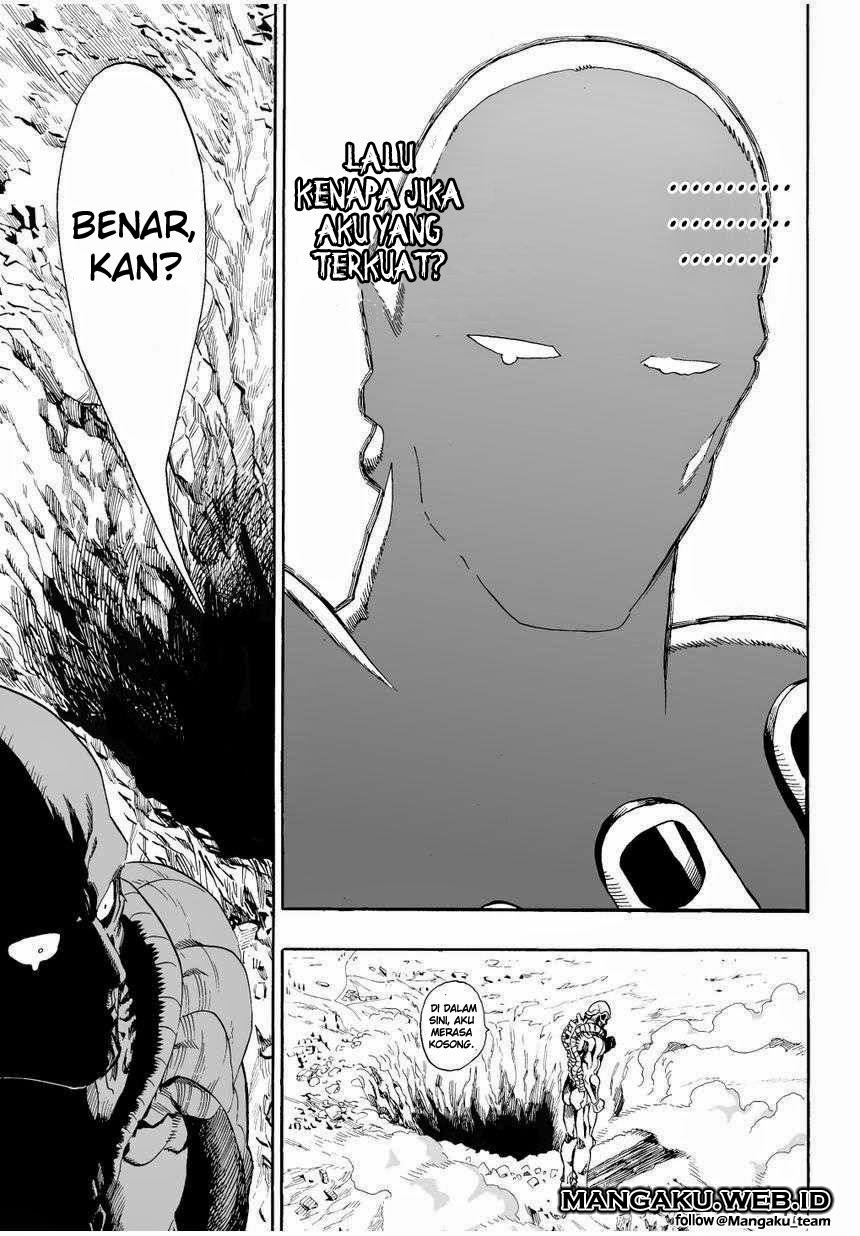 ...........
...........
.........
LALU
KENAPA JIKA
AKU YANG
TERKUAT?
DI DALAM
SINI, AKU
MERASA
KOSONG.
BENAR,
KAN?
MANGAKU.WEB.ID
follow @Mangaku_team